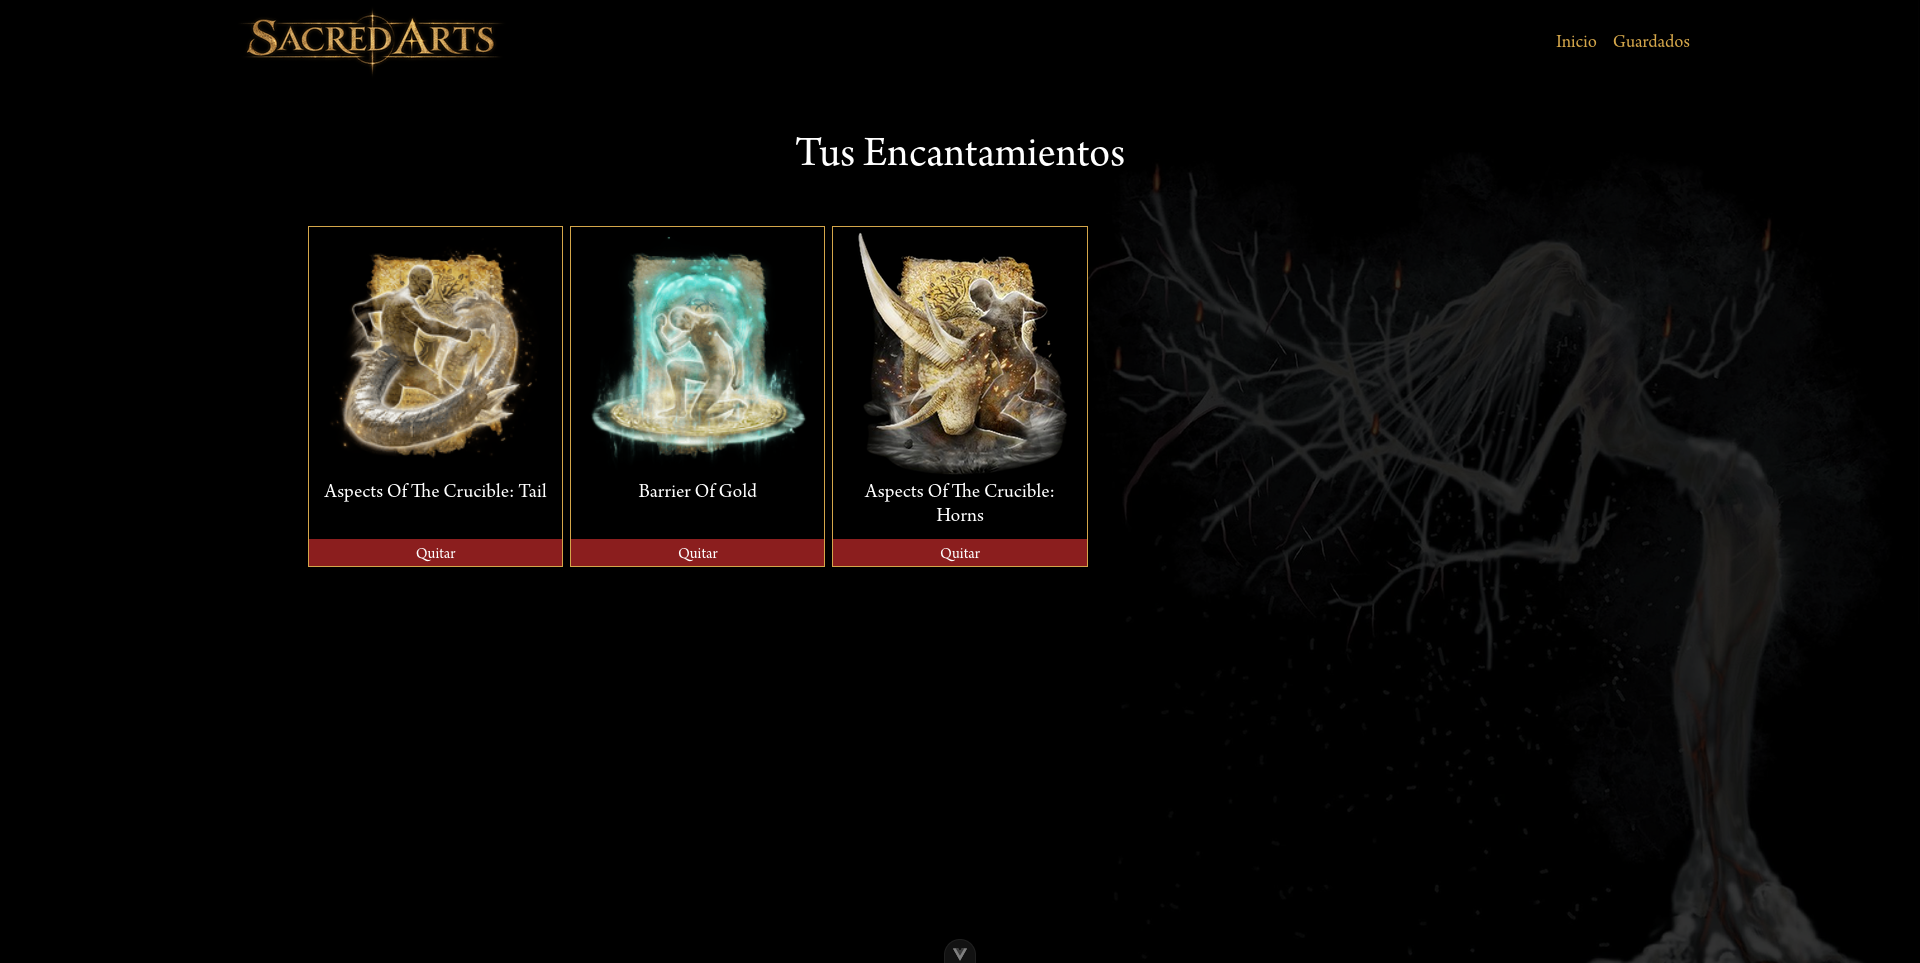 SACRED ARTS
Inicio Guardados
Tus Encantamientos
Aspects Of The Crucible: Tail
Barrier Of Gold
Aspects Of The Crucible:
Horns
Quitar
Quitar
Quitar